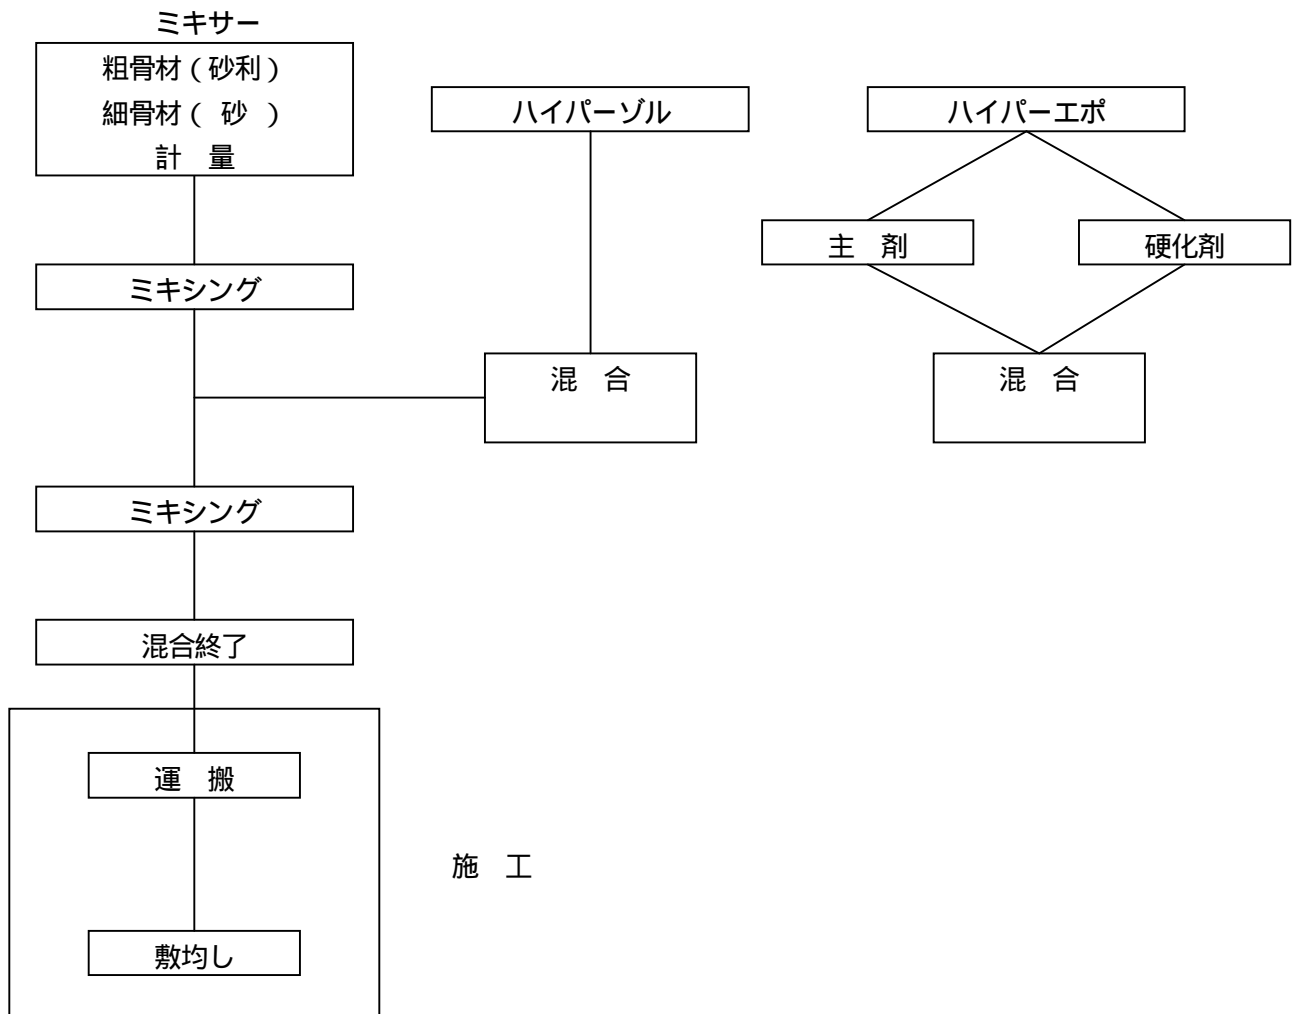 ミキサー
粗骨材（砂利）
細骨材（　砂　）
計　量
ハイパーゾル
ハイパーエポ
主　剤
硬化剤
ミキシング
混　合
混　合
ミキシング
混合終了
運　搬
施　工
敷均し